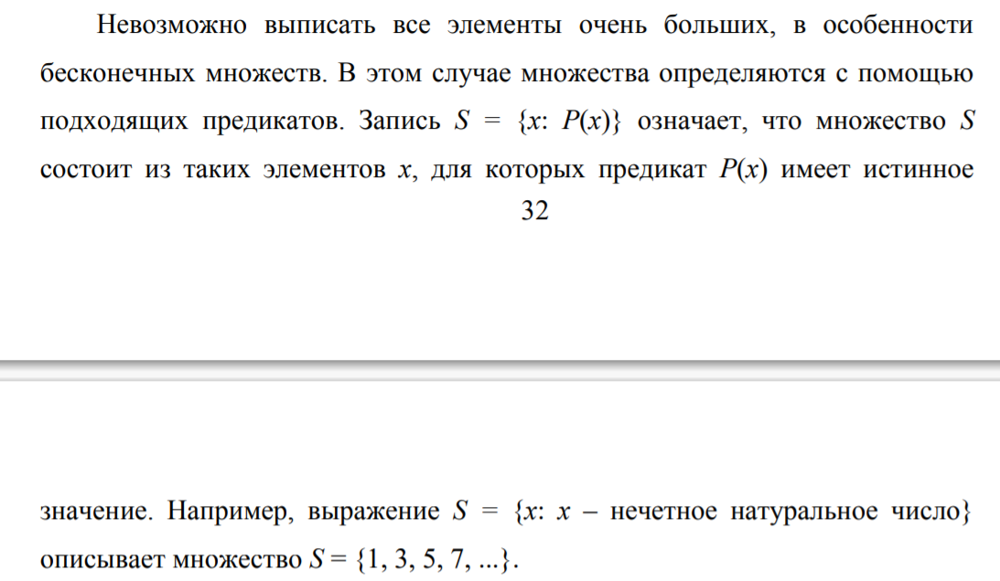 Невозможно выписать все элементы очень больших, в особенности
бесконечных множеств. В этом случае множества определяются с помощью
подходящих предикатов. Запись S = {x: P(x)} означает, что множество S
состоит из таких элементов x, для которых предикат P(x) имеет истинное
32
значение. Например, выражение S = {x: x – нечетное натуральное число}
описывает множество S = {1, 3, 5, 7, ...}.